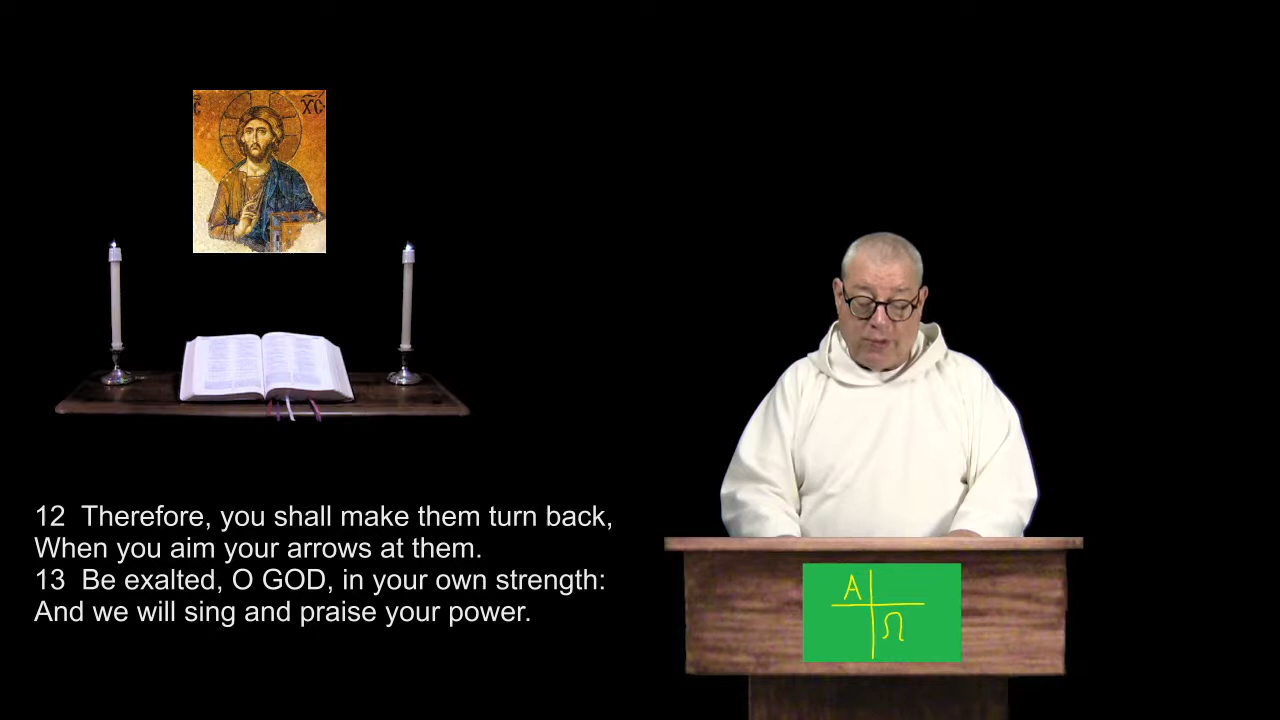 C ΧC
12 Therefore, you shall make them turn back,
When you aim your arrows at them.
13 Be exalted, O GOD, in your own strength:
And we will sing and praise your power.
Α
Ω